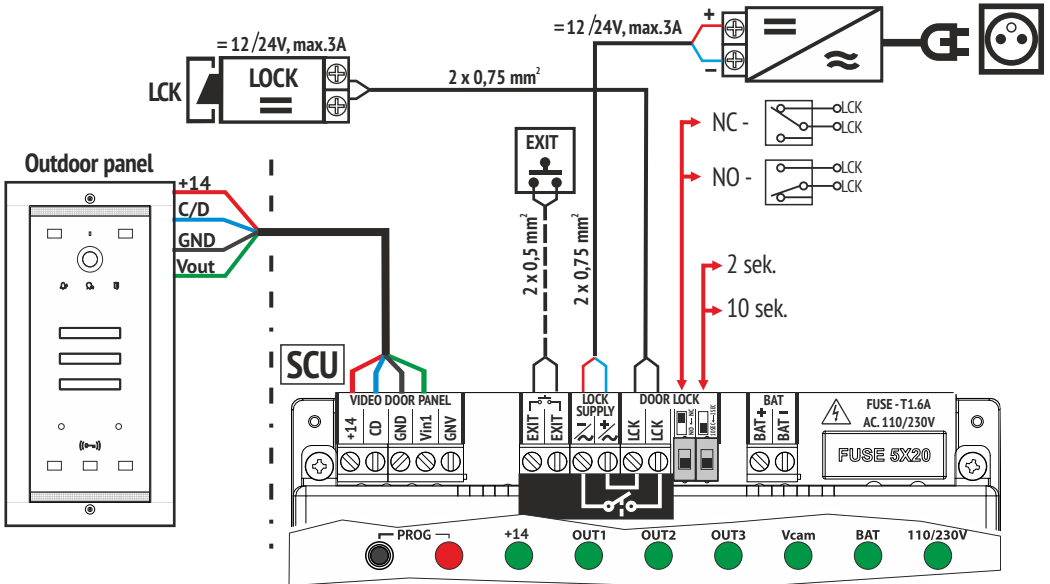 = 12/24V, max.3A
LCK
LOCK
2 x 0,75 mm²
= 12/24V, max.3A
+
−
EXIT
NC -
LCK
LCK
NO -
LCK
LCK
2 x 0,5 mm²
2 x 0,75 mm²
2 sek.
10 sek.
Outdoor panel
+14
C/D
GND
Vout
SCU
VIDEO DOOR PANEL
+14
CD
GND
Vin1
GNV
EXIT
EXIT
LOCK
SUPPLY
−
+
DOOR LOCK
LCK
LCK
NO ↔ NC
BAT
BAT +
BAT −
FUSE - T1.6A
AC. 110/230V
FUSE 5X20
PROG
+14
OUT1
OUT2
OUT3
Vcam
BAT
110/230V